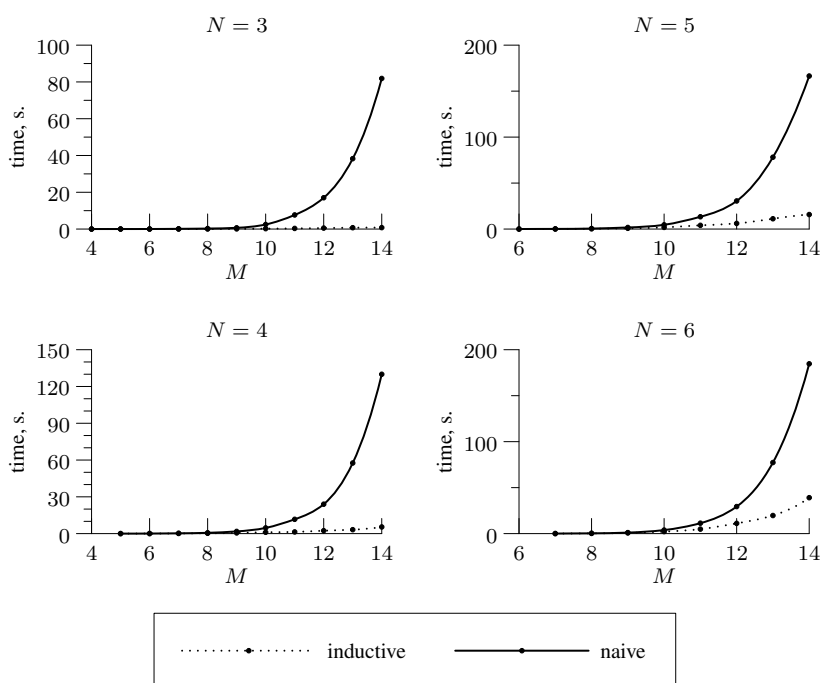 N = 3
time, s.
100
80
60
40
20
0
4 6 8 10 12 14
M
N = 5
time, s.
200
100
0
6 8 10 12 14
M
N = 4
time, s.
150
120
90
60
30
0
4 6 8 10 12 14
M
N = 6
time, s.
200
100
0
6 8 10 12 14
M
inductive naive